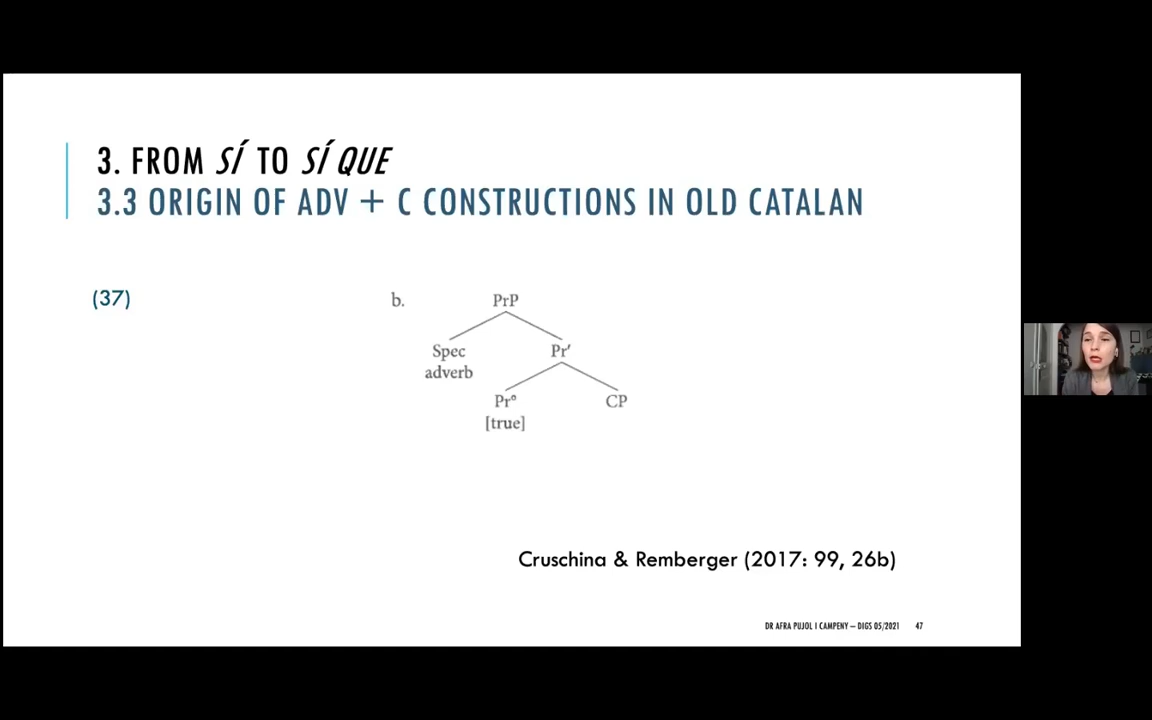 3. FROM SÍ TO SÍ QUE
3.3 ORIGIN OF ADV + C CONSTRUCTIONS IN OLD CATALAN
(37)
b.
PrP
Spec
adverb
Pr′
Pr°
[true]
CP
Cruschina & Remberger (2017: 99, 26b)
DR AFRA PUJOL I CAMPENY – DIGS 05/2021
47